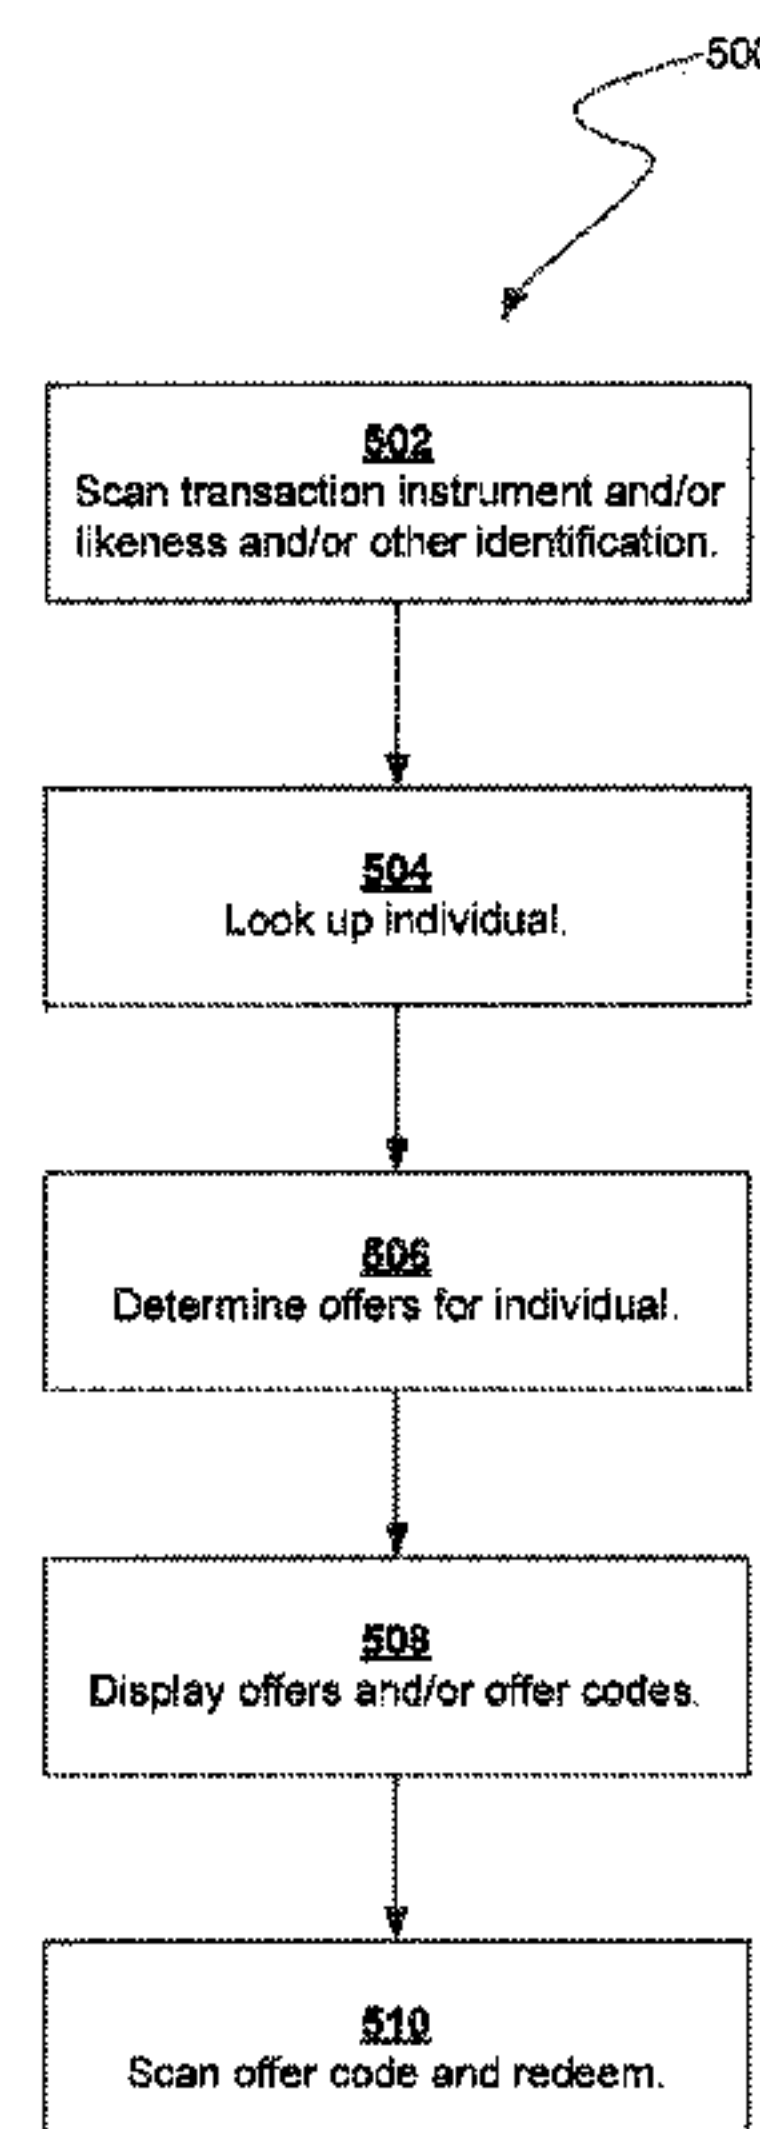 500
502
Scan transaction instrument and/or
likeness and/or other identification.
504
Look up individual.
506
Determine offers for individual.
508
Display offers and/or offer codes.
510
Scan offer code and redeem.